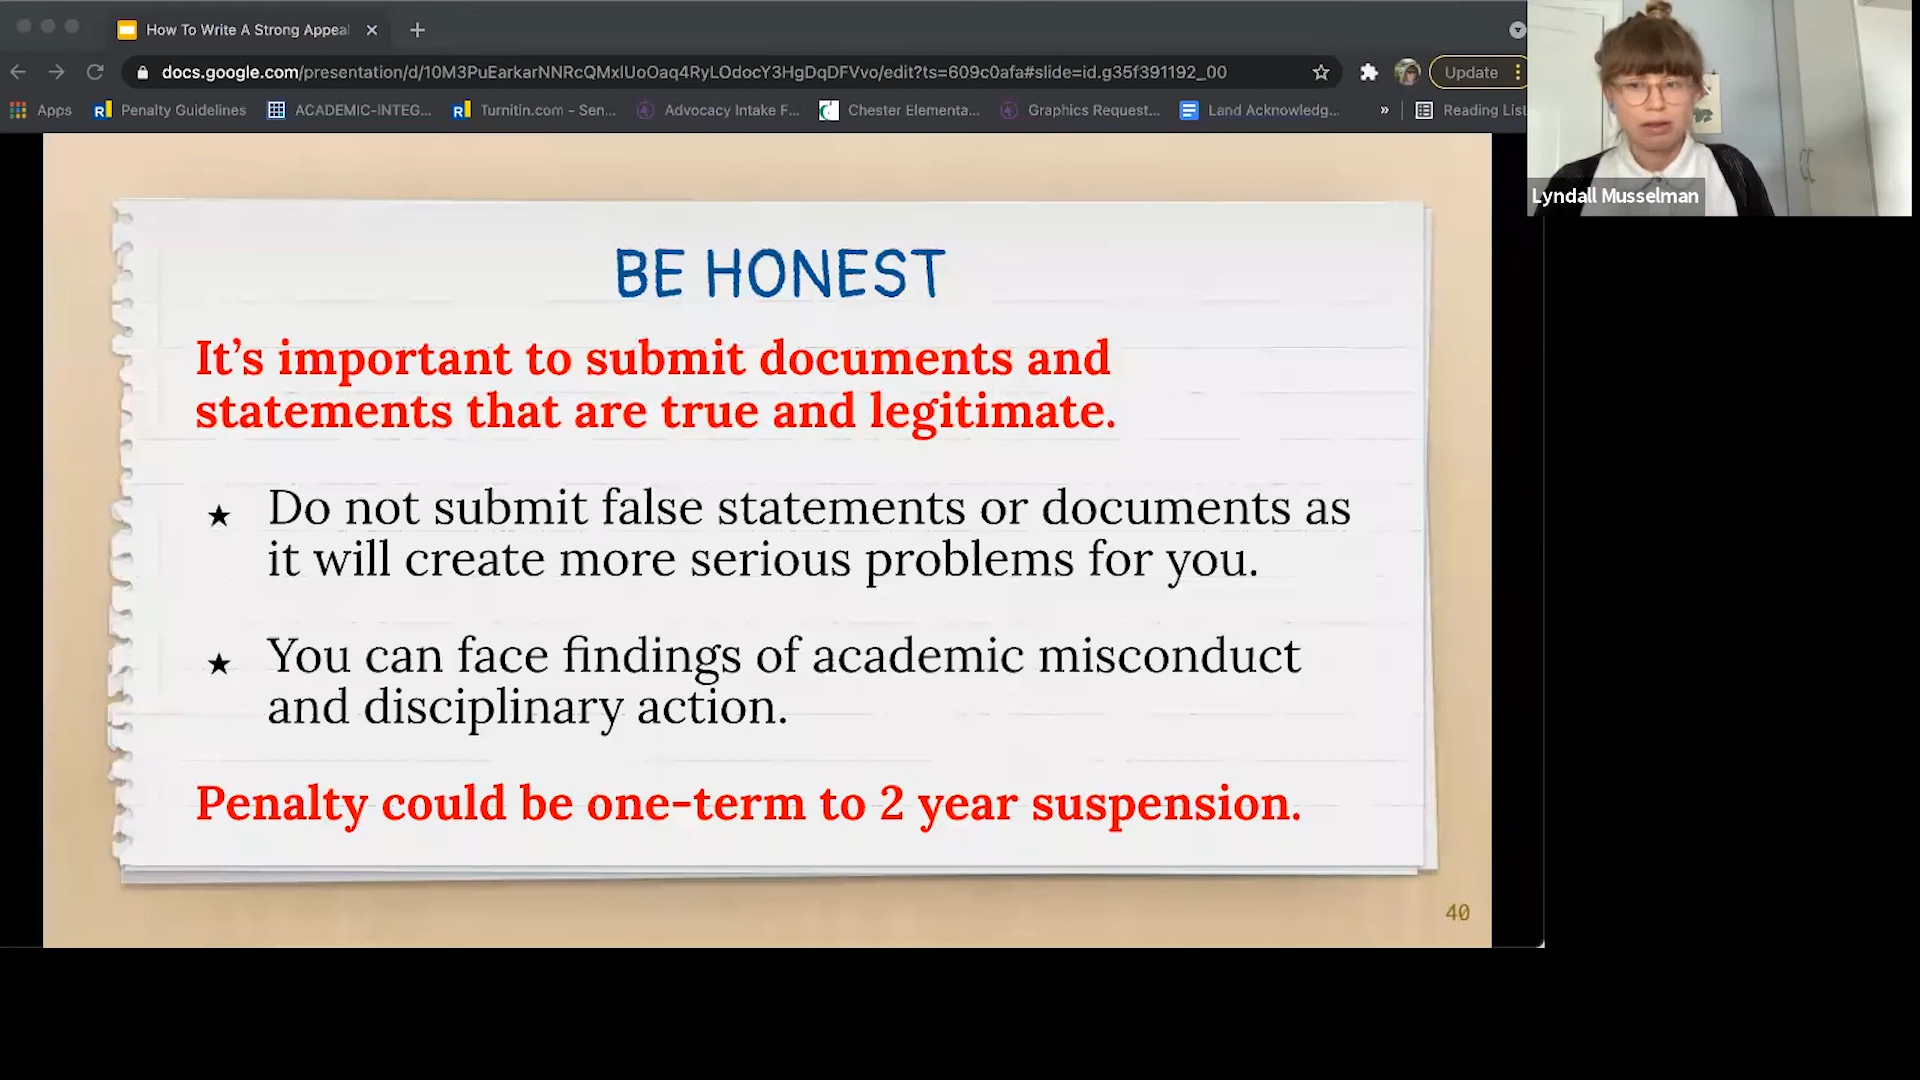 How To Write A Strong Appeal
docs.google.com/presentation/d/10M3PuEarkarNNRcQMxlUoOaq4RyLOdocY3HgDqDFVvo/edit?ts=609c0afa#slide=id.g35f391192_00
Update
Apps
Penalty Guidelines
ACADEMIC-INTEG...
Turnitin.com – Sen...
Advocacy Intake F...
Chester Elementa...
Graphics Request...
Land Acknowledg...
»
Reading List
Lyndall Musselman
BE HONEST
It's important to submit documents and
statements that are true and legitimate.
★ Do not submit false statements or documents as
it will create more serious problems for you.
★ You can face findings of academic misconduct
and disciplinary action.
Penalty could be one-term to 2 year suspension.
40